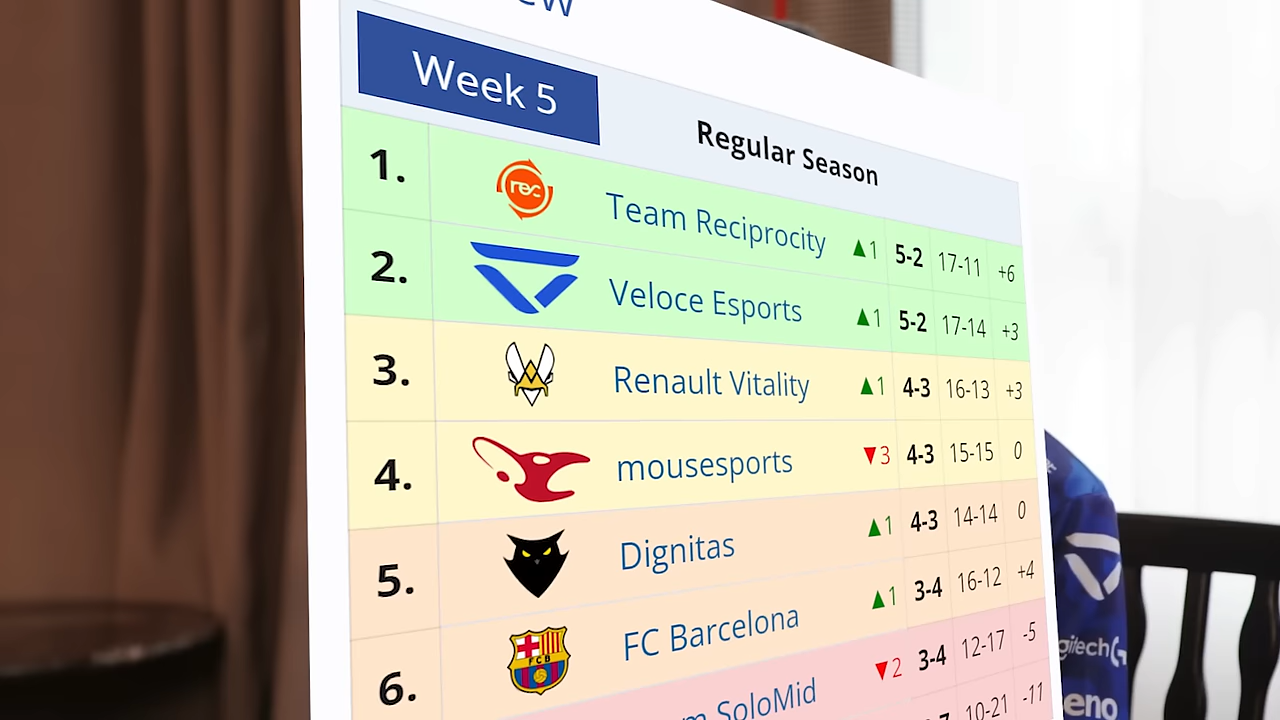 Week 5
Regular Season
1. rec Team Reciprocity ▲1 5-2 17-11 +6
2. Veloce Esports ▲1 5-2 17-14 +3
3. Renault Vitality ▲1 4-3 16-13 +3
4. mousesports ▼3 4-3 15-15 0
5. Dignitas ▲1 4-3 14-14 0
6. FCB FC Barcelona ▲1 3-4 16-12 +4
SoloMid ▼2 3-4 12-17 -5
10-21 -11